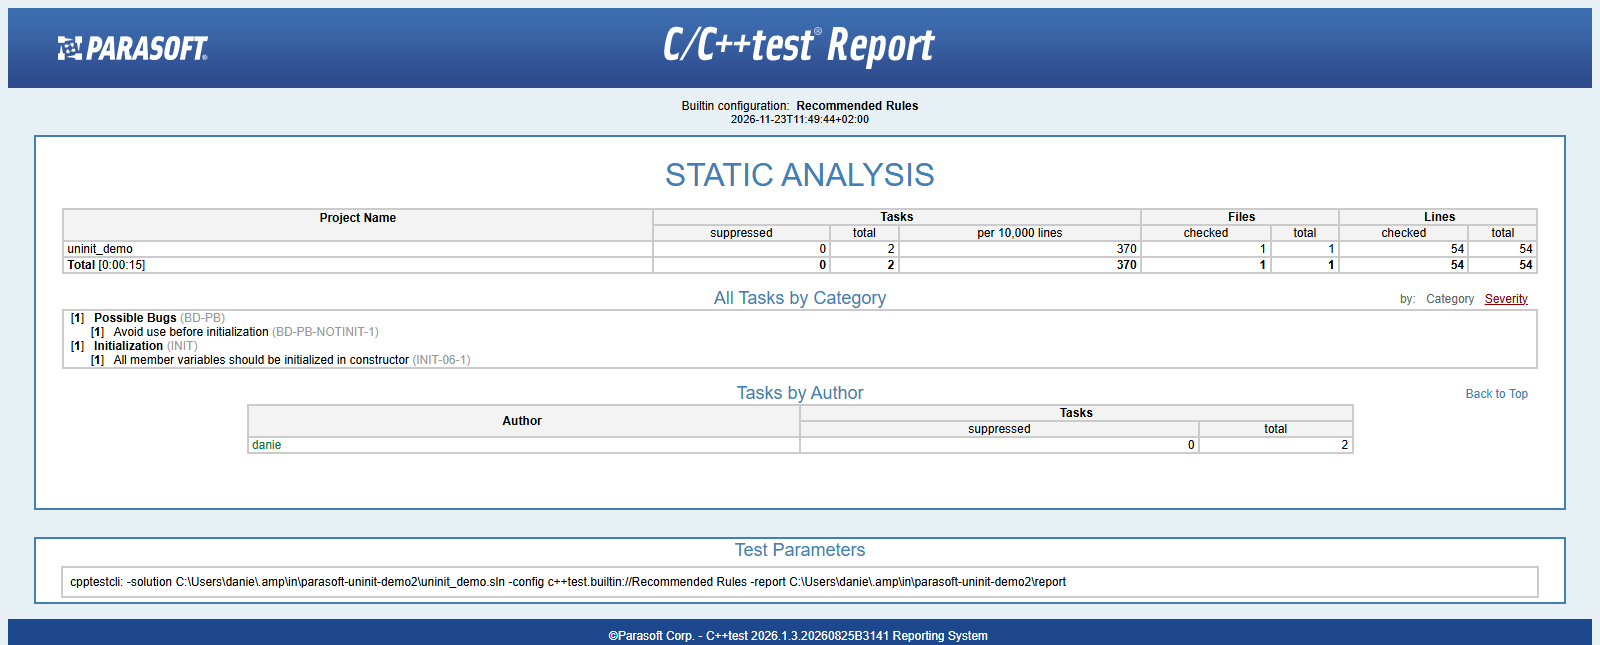 PARASOFT®
C/C++test® Report
Builtin configuration: Recommended Rules
2026-11-23T11:49:44+02:00
STATIC ANALYSIS
Project Name Tasks Files Lines
suppressed total per 10,000 lines checked total checked total
uninit_demo 0 2 370 1 1 54 54
Total [0:00:15] 0 2 370 1 1 54 54
All Tasks by Category by: Category Severity
[1] Possible Bugs (BD-PB)
[1] Avoid use before initialization (BD-PB-NOTINIT-1)
[1] Initialization (INIT)
[1] All member variables should be initialized in constructor (INIT-06-1)
Tasks by Author Back to Top
Author Tasks
suppressed total
danie 0 2
Test Parameters
cpptestcli: -solution C:\Users\danie\.amp\in\parasoft-uninit-demo2\uninit_demo.sln -config c++test.builtin://Recommended Rules -report C:\Users\danie\.amp\in\parasoft-uninit-demo2\report
©Parasoft Corp. - C++test 2026.1.3.20260825B3141 Reporting System